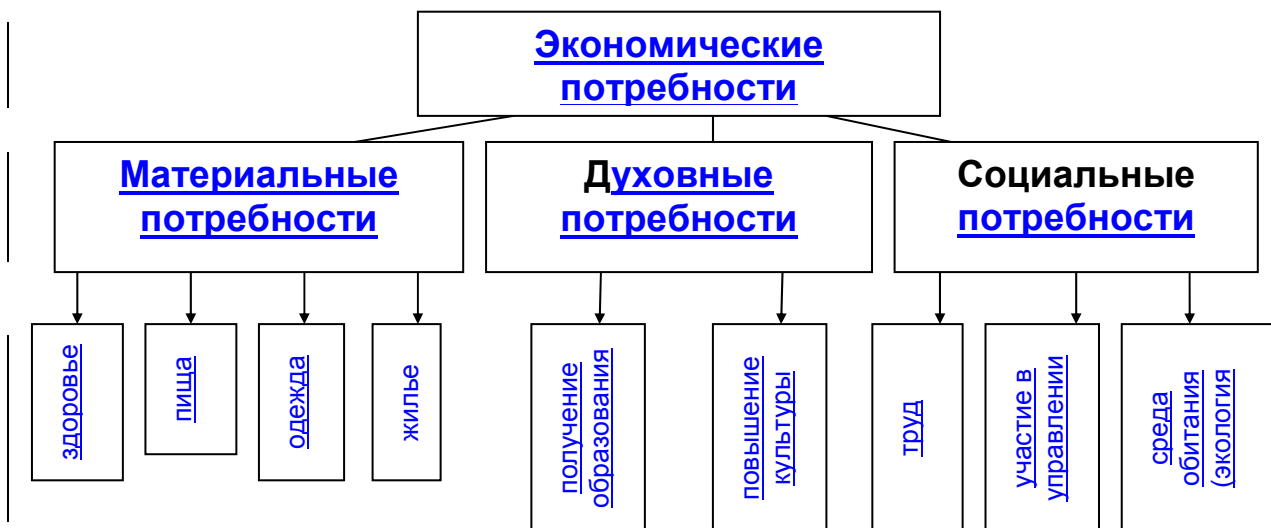 Экономические
потребности
Материальные
потребности
Духовные
потребности
Социальные
потребности
здоровье
пища
одежда
жилье
получение
образования
повышение
культуры
труд
участие в
управлении
среда
обитания
(экология